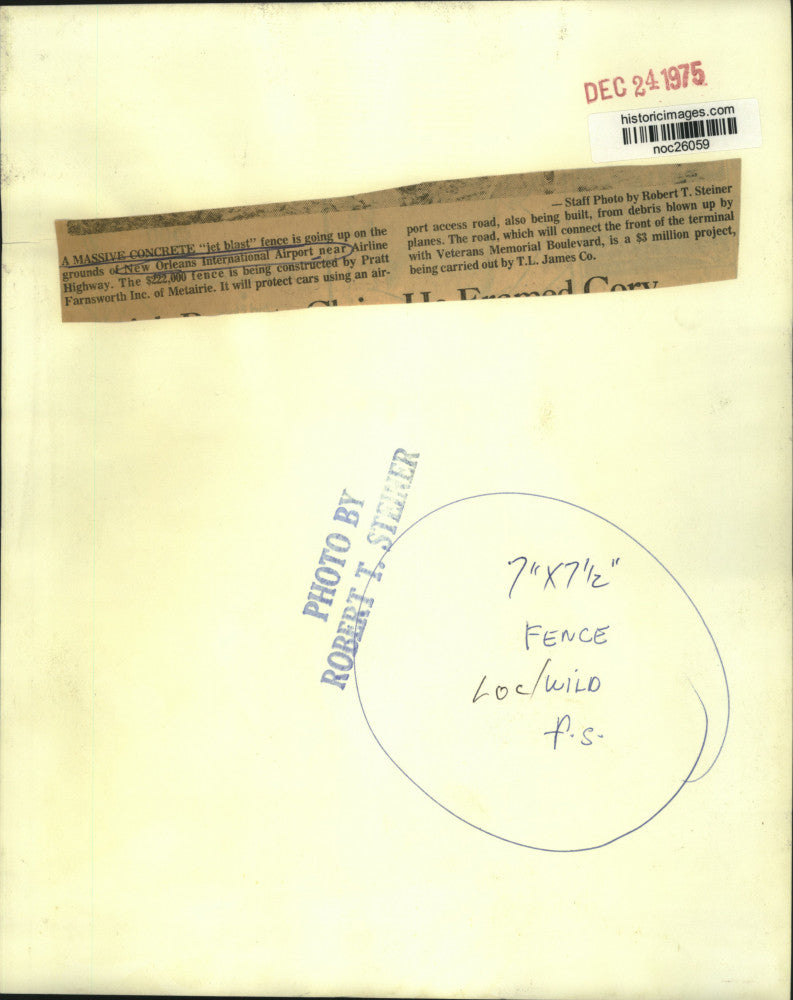 DEC 24 1975
historicimages.com
noc26059
— Staff Photo by Robert T. Steiner
A MASSIVE CONCRETE "jet blast" fence is going up on the
grounds of New Orleans International Airport near Airline
Highway. The $222,000 fence is being constructed by Pratt
Farnsworth Inc. of Metairie. It will protect cars using an air-
port access road, also being built, from debris blown up by
planes. The road, which will connect the front of the terminal
with Veterans Memorial Boulevard, is a $3 million project,
being carried out by T.L. James Co.
Framed Cory
PHOTO BY
ROBERT T. STEINER
7"X7½"
FENCE
LOC/WILD
f.s.